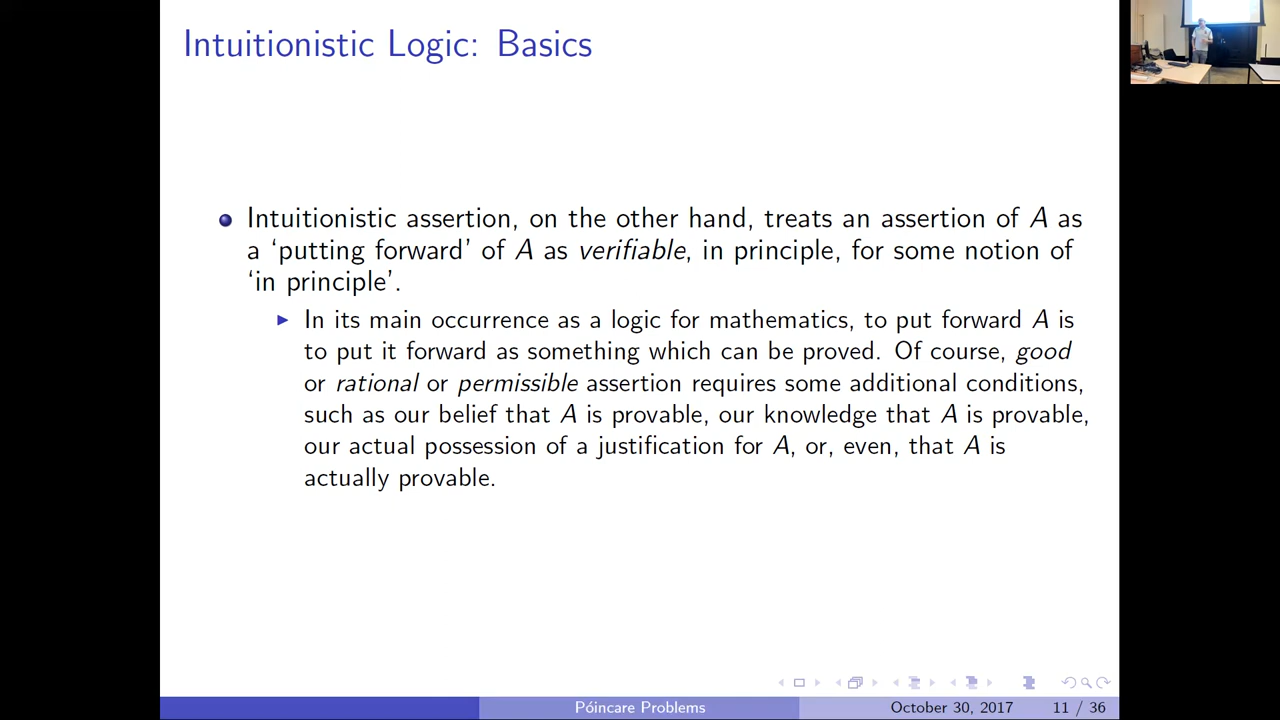 Intuitionistic Logic: Basics
Intuitionistic assertion, on the other hand, treats an assertion of A as
a ‘putting forward’ of A as verifiable, in principle, for some notion of
‘in principle’.
In its main occurrence as a logic for mathematics, to put forward A is
to put it forward as something which can be proved. Of course, good
or rational or permissible assertion requires some additional conditions,
such as our belief that A is provable, our knowledge that A is provable,
our actual possession of a justification for A, or, even, that A is
actually provable.
Póincare Problems
October 30, 2017
11 / 36